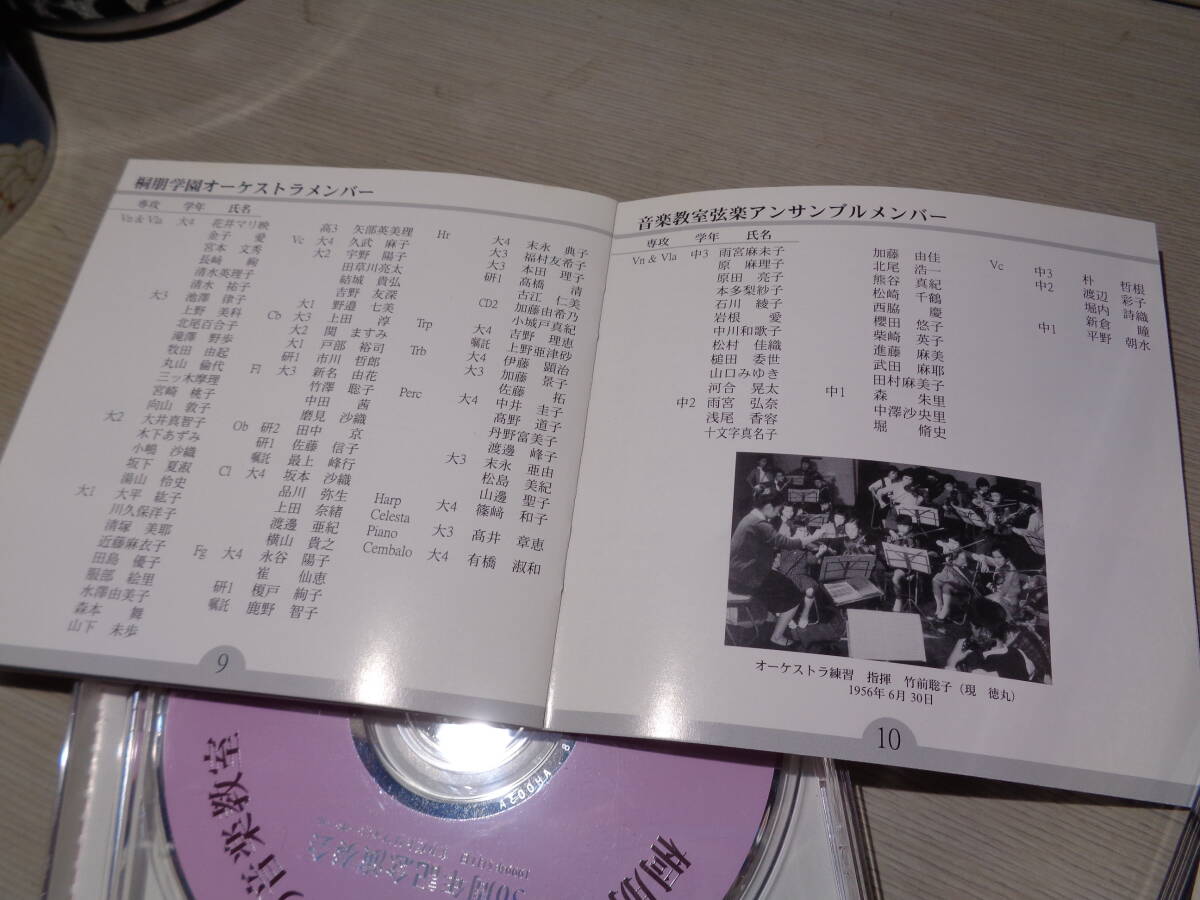 桐朋学園オーケストラメンバー
専攻 学年 氏名
Vn & Vla 大4 花井マリ映
金子 愛
宮本 文秀
長崎 絢
清水英理子
清水 祐子
大3 池澤 律子
上野 美科
北尾百合子
滝澤 野歩
牧田 由起
丸山 倫代
三ッ木摩理
宮崎 桃子
向山 敦子
大2 大井真智子
木下あずみ
小嶋 沙織
坂下 夏淑
湯山 怜史
大1 大平 紘子
川久保洋子
清塚 美耶
近藤麻衣子
田島 優子
服部 絵里
水澤由美子
森本 舞
山下 未歩
高3 矢部英美理
Vc 大4 久武 麻子
大2 宇野 陽子
田草川亮太
結城 貴弘
吉野 友深
大1 野邉 七美
Cb 大3 上田 淳
大2 関 ますみ
大1 戸部 裕司
研1 市川 哲郎
Fl 大3 新名 由花
竹澤 聡子
中田 茜
磨見 沙織
Ob 研2 田中 京
研1 佐藤 信子
嘱託 最上 峰行
Cl 大4 坂本 沙織
品川 弥生
上田 奈緒
渡邊 亜紀
横山 貴之
Fg 大4 永谷 陽子
崔 仙恵
研1 榎戸 絢子
嘱託 鹿野 智子
Hr 大4 末永 典子
大3 福村友希子
大3 本田 理子
研1 高橋 清
古江 仁美
CD2 加藤由希乃
小城戸真紀
Trp 大4 吉野 理恵
嘱託 上野亜津砂
Trb 大4 伊藤 顕治
大3 加藤 景子
佐藤 拓
Perc 大4 中井 圭子
高野 道子
丹野富美子
渡邊 峰子
大3 末永 亜由
松島 美紀
山邊 聖子
Harp 大4 篠﨑 和子
Celesta
Piano 大3 髙井 章恵
Cembalo 大4 有橋 淑和
9
音楽教室弦楽アンサンブルメンバー
専攻 学年 氏名
Vn & Vla 中3 雨宮麻未子
原 麻理子
原田 亮子
本多梨紗子
石川 綾子
岩根 愛
中川和歌子
松村 佳織
槌田 委世
山口みゆき
河合 晃太
中2 雨宮 弘奈
浅尾 香容
十文字真名子
加藤 由佳
北尾 浩一
熊谷 真紀
松崎 千鶴
西脇 慶
櫻田 悠子
柴崎 英子
進藤 麻美
武田 麻耶
田村麻美子
中1 森 朱里
中澤沙央里
堀 脩史
Vc 中3 朴 哲根
中2 渡辺 彩子
堀内 詩織
新倉 瞳
中1 平野 朝水
オーケストラ練習 指揮 竹前聡子（現 徳丸）
1956年 6月 30日
10
音楽教室
周年記念演奏会
桐朋